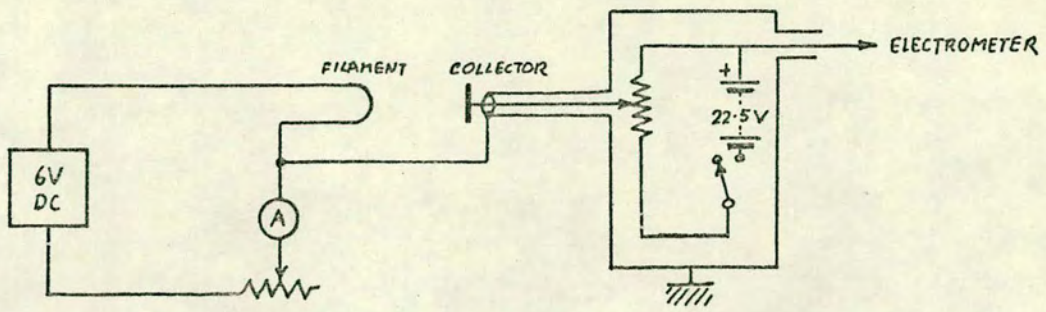 ELECTROMETER
FILAMENT
COLLECTOR
+
22.5V
6V
DC
A